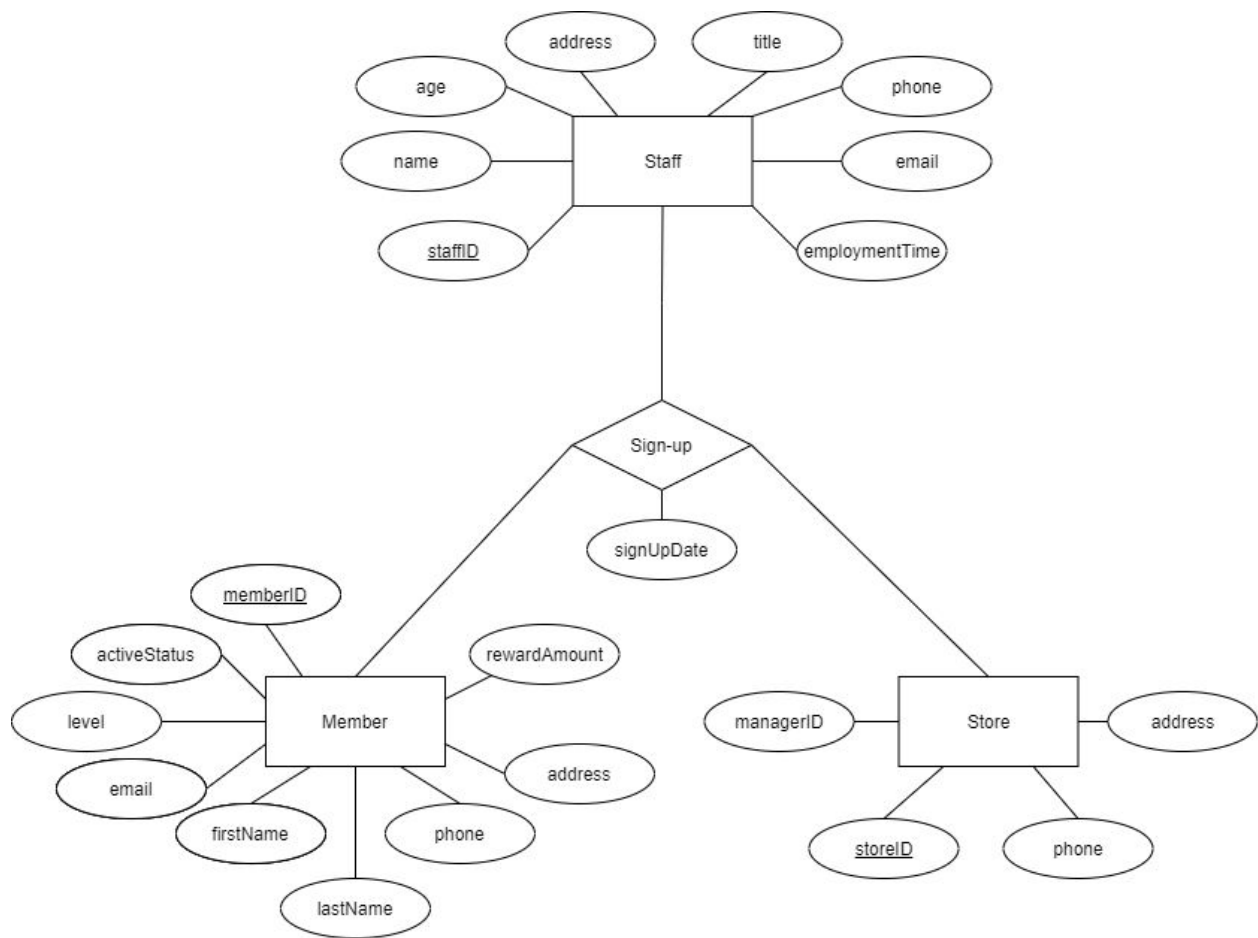 address
title
age
phone
name
Staff
email
staffID
employmentTime
Sign-up
signUpDate
memberID
activeStatus
rewardAmount
level
Member
managerID
Store
address
email
address
firstName
phone
storeID
phone
lastName